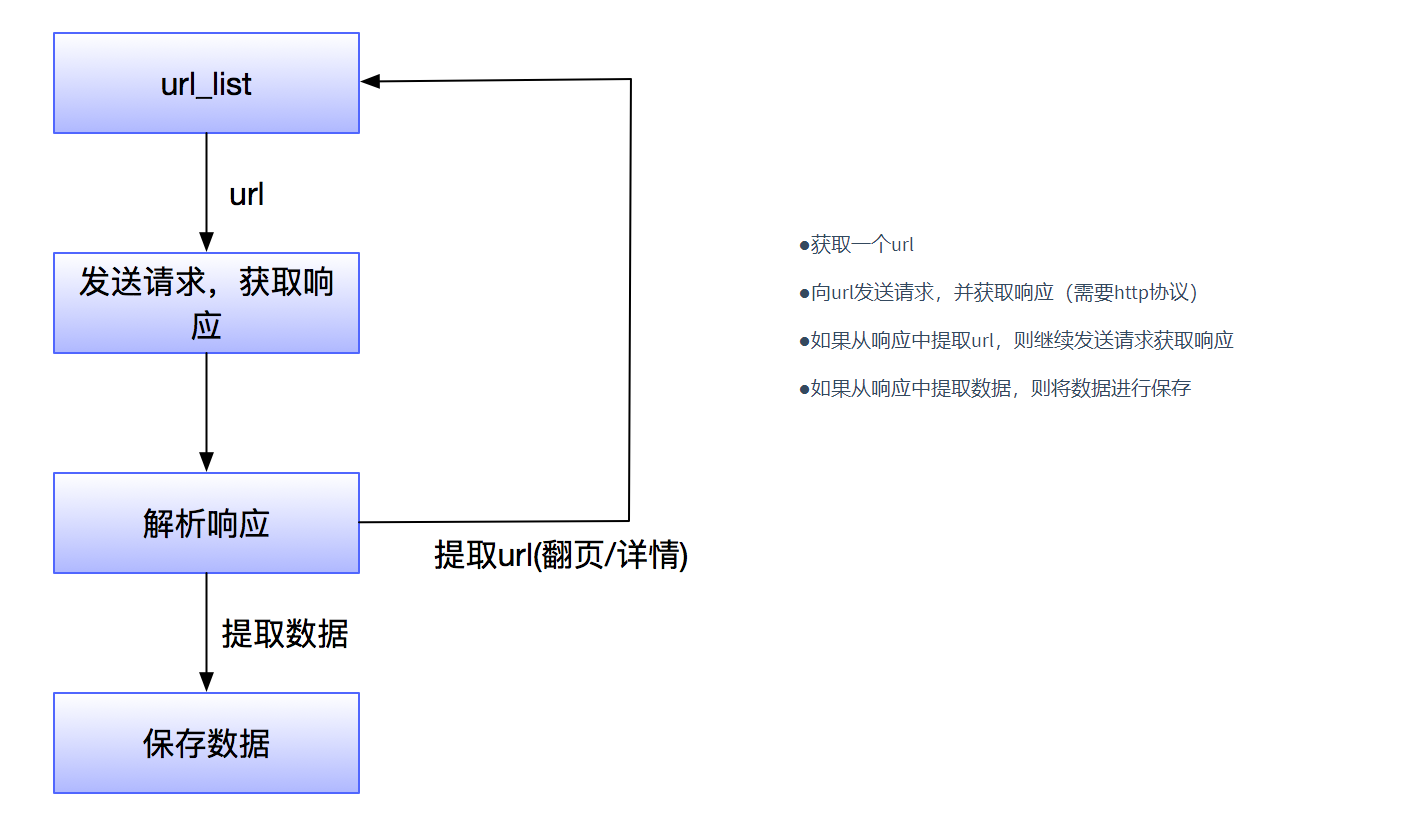 url_list
url
发送请求，获取响
应
解析响应
提取url(翻页/详情)
提取数据
保存数据
●获取一个url
●向url发送请求，并获取响应（需要http协议）
●如果从响应中提取url，则继续发送请求获取响应
●如果从响应中提取数据，则将数据进行保存